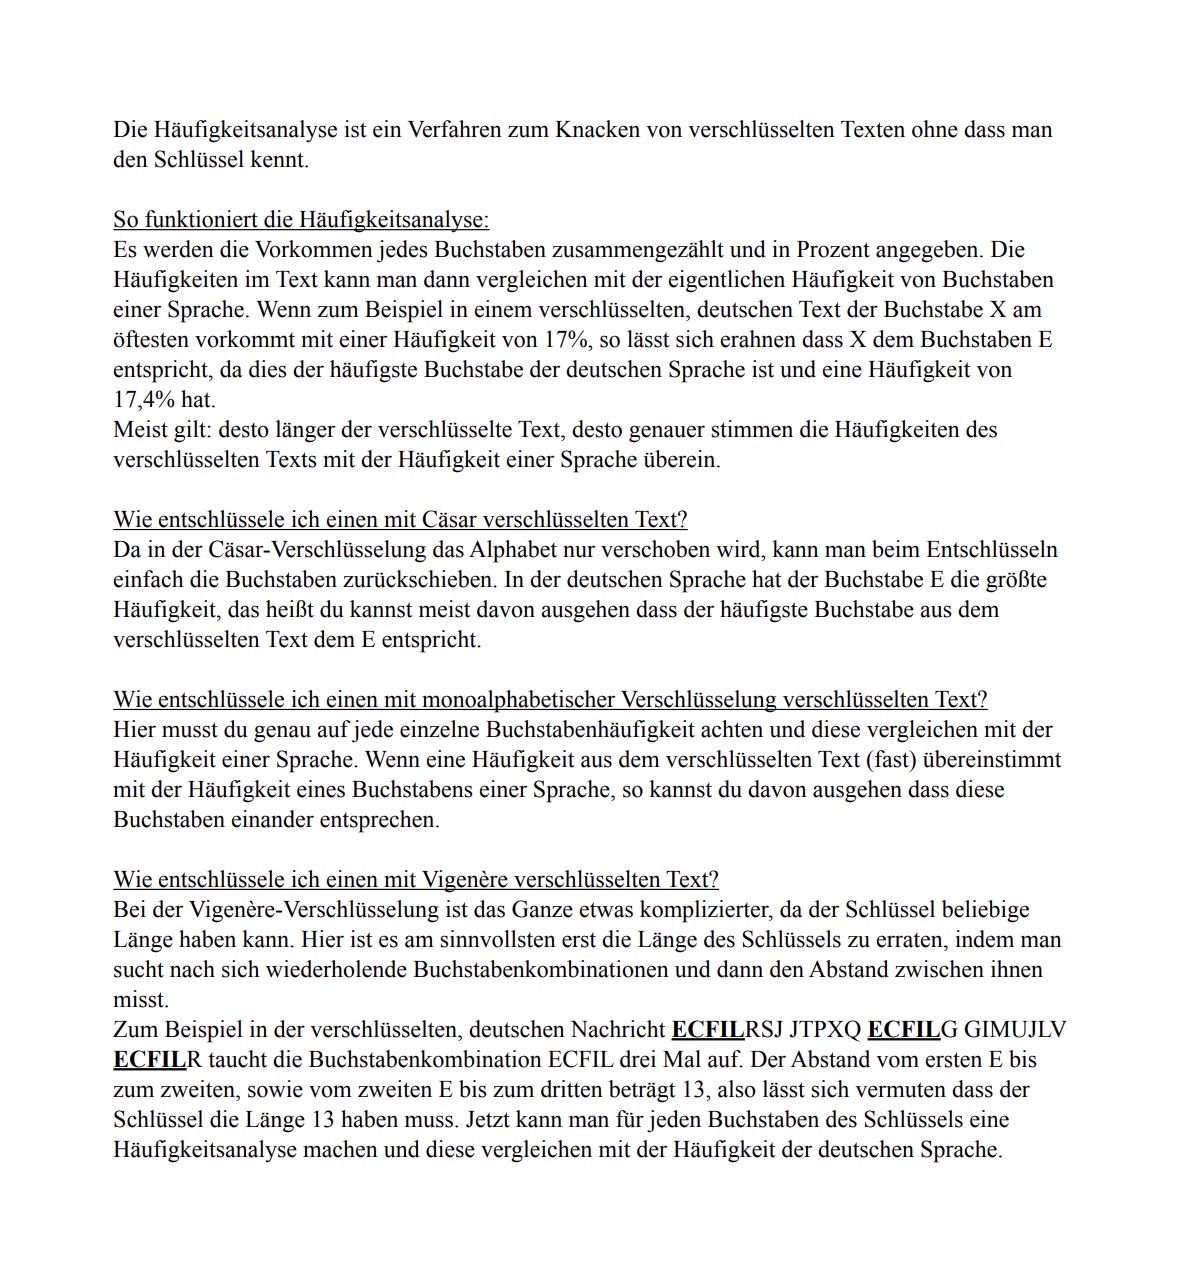 Die Häufigkeitsanalyse ist ein Verfahren zum Knacken von verschlüsselten Texten ohne dass man
den Schlüssel kennt.
So funktioniert die Häufigkeitsanalyse:
Es werden die Vorkommen jedes Buchstaben zusammengezählt und in Prozent angegeben. Die
Häufigkeiten im Text kann man dann vergleichen mit der eigentlichen Häufigkeit von Buchstaben
einer Sprache. Wenn zum Beispiel in einem verschlüsselten, deutschen Text der Buchstabe X am
öftesten vorkommt mit einer Häufigkeit von 17%, so lässt sich erahnen dass X dem Buchstaben E
entspricht, da dies der häufigste Buchstabe der deutschen Sprache ist und eine Häufigkeit von
17,4% hat.
Meist gilt: desto länger der verschlüsselte Text, desto genauer stimmen die Häufigkeiten des
verschlüsselten Texts mit der Häufigkeit einer Sprache überein.
Wie entschlüssele ich einen mit Cäsar verschlüsselten Text?
Da in der Cäsar-Verschlüsselung das Alphabet nur verschoben wird, kann man beim Entschlüsseln
einfach die Buchstaben zurückschieben. In der deutschen Sprache hat der Buchstabe E die größte
Häufigkeit, das heißt du kannst meist davon ausgehen dass der häufigste Buchstabe aus dem
verschlüsselten Text dem E entspricht.
Wie entschlüssele ich einen mit monoalphabetischer Verschlüsselung verschlüsselten Text?
Hier musst du genau auf jede einzelne Buchstabenhäufigkeit achten und diese vergleichen mit der
Häufigkeit einer Sprache. Wenn eine Häufigkeit aus dem verschlüsselten Text (fast) übereinstimmt
mit der Häufigkeit eines Buchstabens einer Sprache, so kannst du davon ausgehen dass diese
Buchstaben einander entsprechen.
Wie entschlüssele ich einen mit Vigenère verschlüsselten Text?
Bei der Vigenère-Verschlüsselung ist das Ganze etwas komplizierter, da der Schlüssel beliebige
Länge haben kann. Hier ist es am sinnvollsten erst die Länge des Schlüssels zu erraten, indem man
sucht nach sich wiederholende Buchstabenkombinationen und dann den Abstand zwischen ihnen
misst.
Zum Beispiel in der verschlüsselten, deutschen Nachricht ECFILRSJ JTPXQ ECFILG GIMUJLV
ECFILR taucht die Buchstabenkombination ECFIL drei Mal auf. Der Abstand vom ersten E bis
zum zweiten, sowie vom zweiten E bis zum dritten beträgt 13, also lässt sich vermuten dass der
Schlüssel die Länge 13 haben muss. Jetzt kann man für jeden Buchstaben des Schlüssels eine
Häufigkeitsanalyse machen und diese vergleichen mit der Häufigkeit der deutschen Sprache.